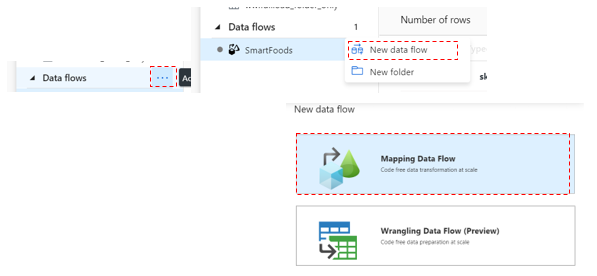 Data flows
1
SmartFoods
Number of rows
New data flow
New folder
Data flows
...
New data flow
Mapping Data Flow
Code free data transformation at scale
Wrangling Data Flow (Preview)
Code free data preparation at scale